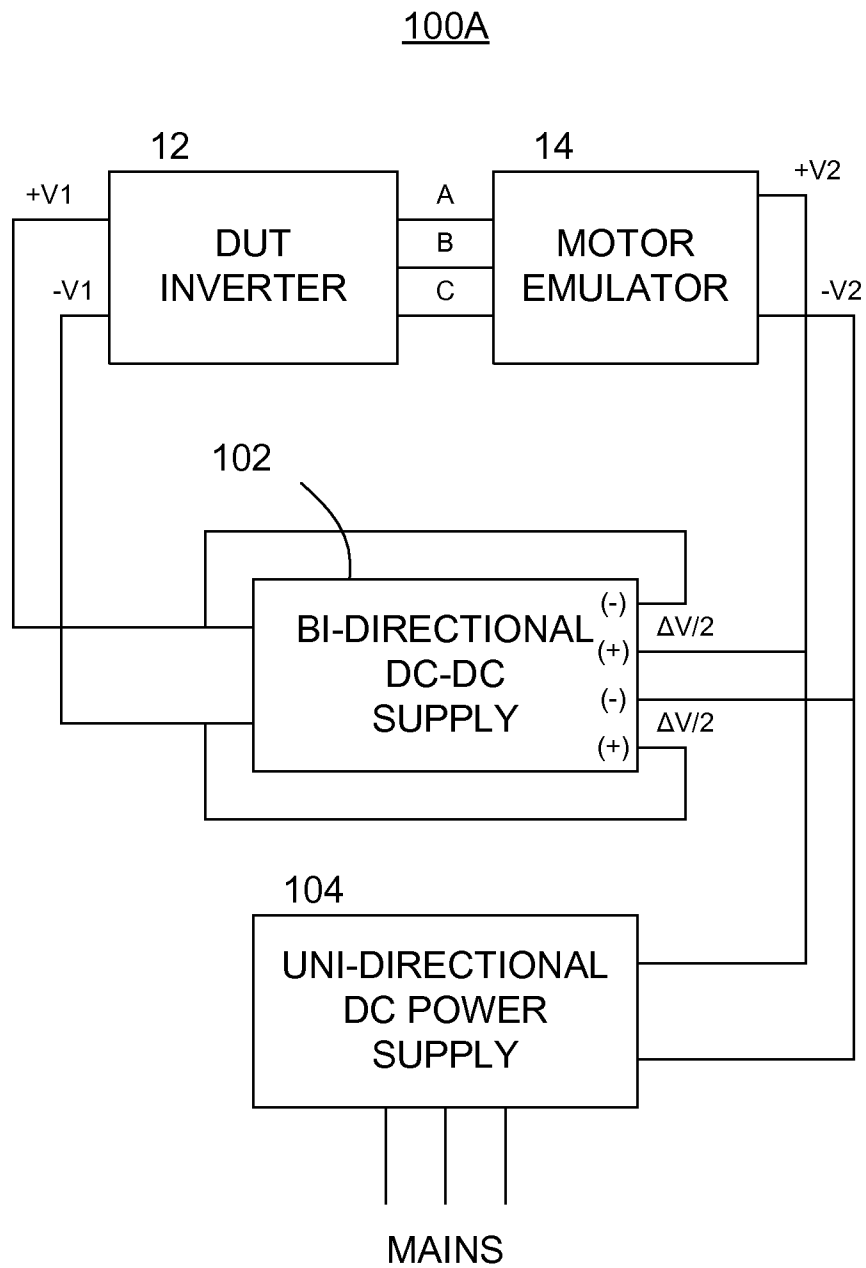 100A
12
14
+V1
-V1
DUT
INVERTER
A
B
C
MOTOR
EMULATOR
+V2
-V2
102
BI-DIRECTIONAL
DC-DC
SUPPLY
(-)
ΔV/2
(+)
(-)
ΔV/2
(+)
104
UNI-DIRECTIONAL
DC POWER
SUPPLY
MAINS